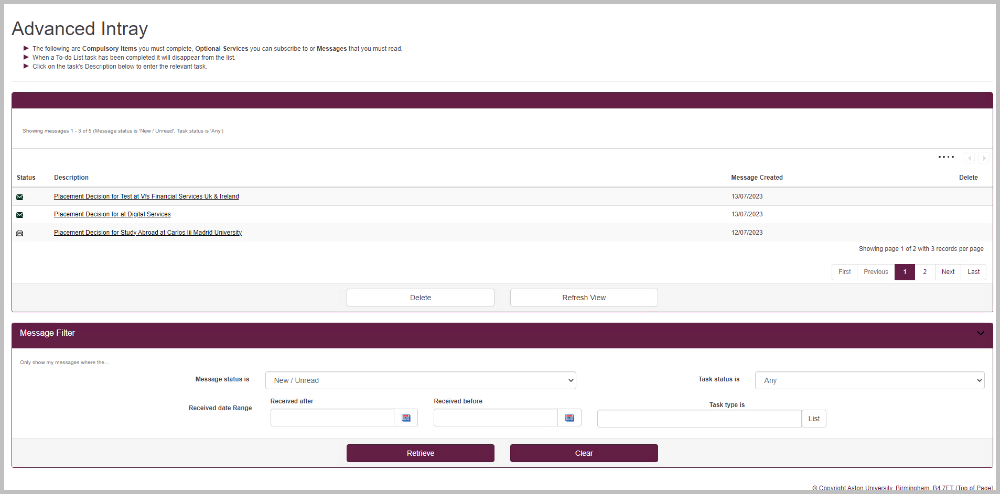 Advanced Intray
The following are Compulsory Items you must complete, Optional Services you can subscribe to or Messages that you must read.
When a To-do List task has been completed it will disappear from the list.
Click on the task's Description below to enter the relevant task.
Showing messages 1 - 3 of 5 (Message status is 'New / Unread', Task status is 'Any')
Status Description Message Created Delete
Placement Decision for Test at Vfs Financial Services Uk & Ireland 13/07/2023
Placement Decision for at Digital Services 13/07/2023
Placement Decision for Study Abroad at Carlos Iii Madrid University 12/07/2023
Showing page 1 of 2 with 3 records per page
First Previous 1 2 Next Last
Delete Refresh View
Message Filter
Only show my messages where the...
Message status is New / Unread Task status is Any
Received date Range Received after Received before Task type is
List
Retrieve Clear
© Copyright Aston University, Birmingham, B4 7ET (Top of Page)